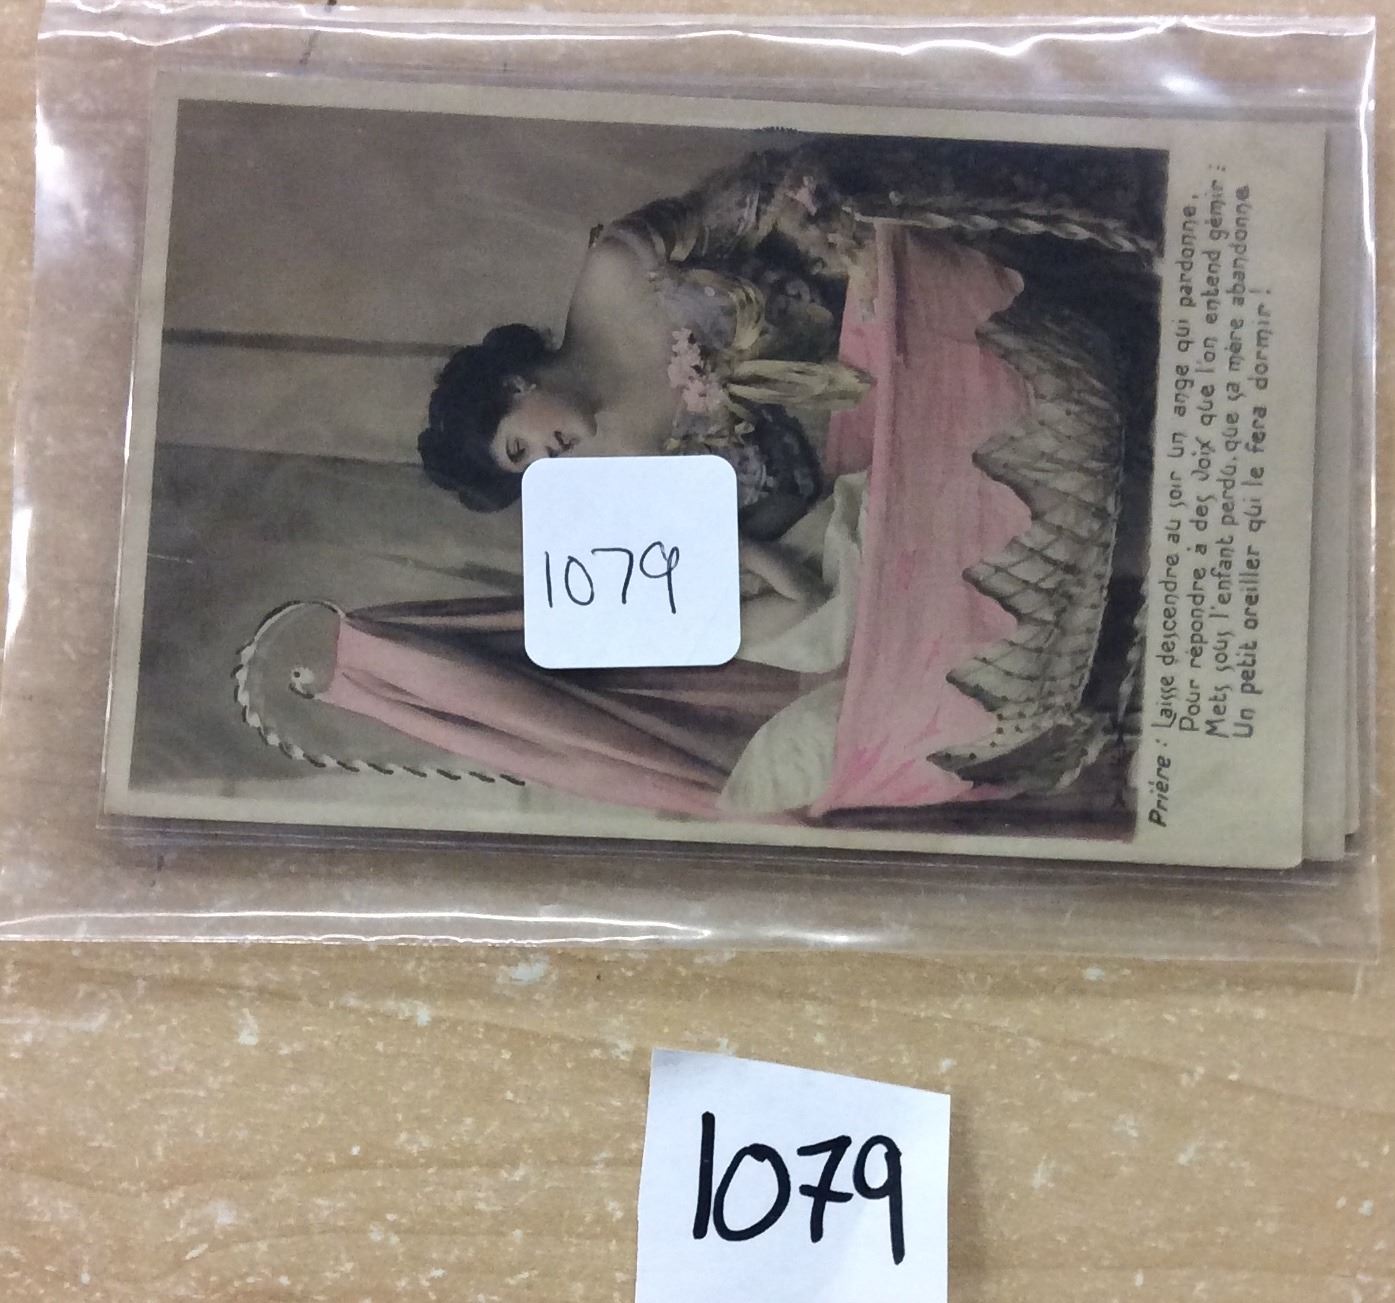 1079
Prière : Laisse descendre au soir un ange qui pardonne,
Pour répondre à des voix que l'on entend gémir :
Mets sous l'enfant perdu, que sa mère abandonne
Un petit oreiller qui le fera dormir !
1079